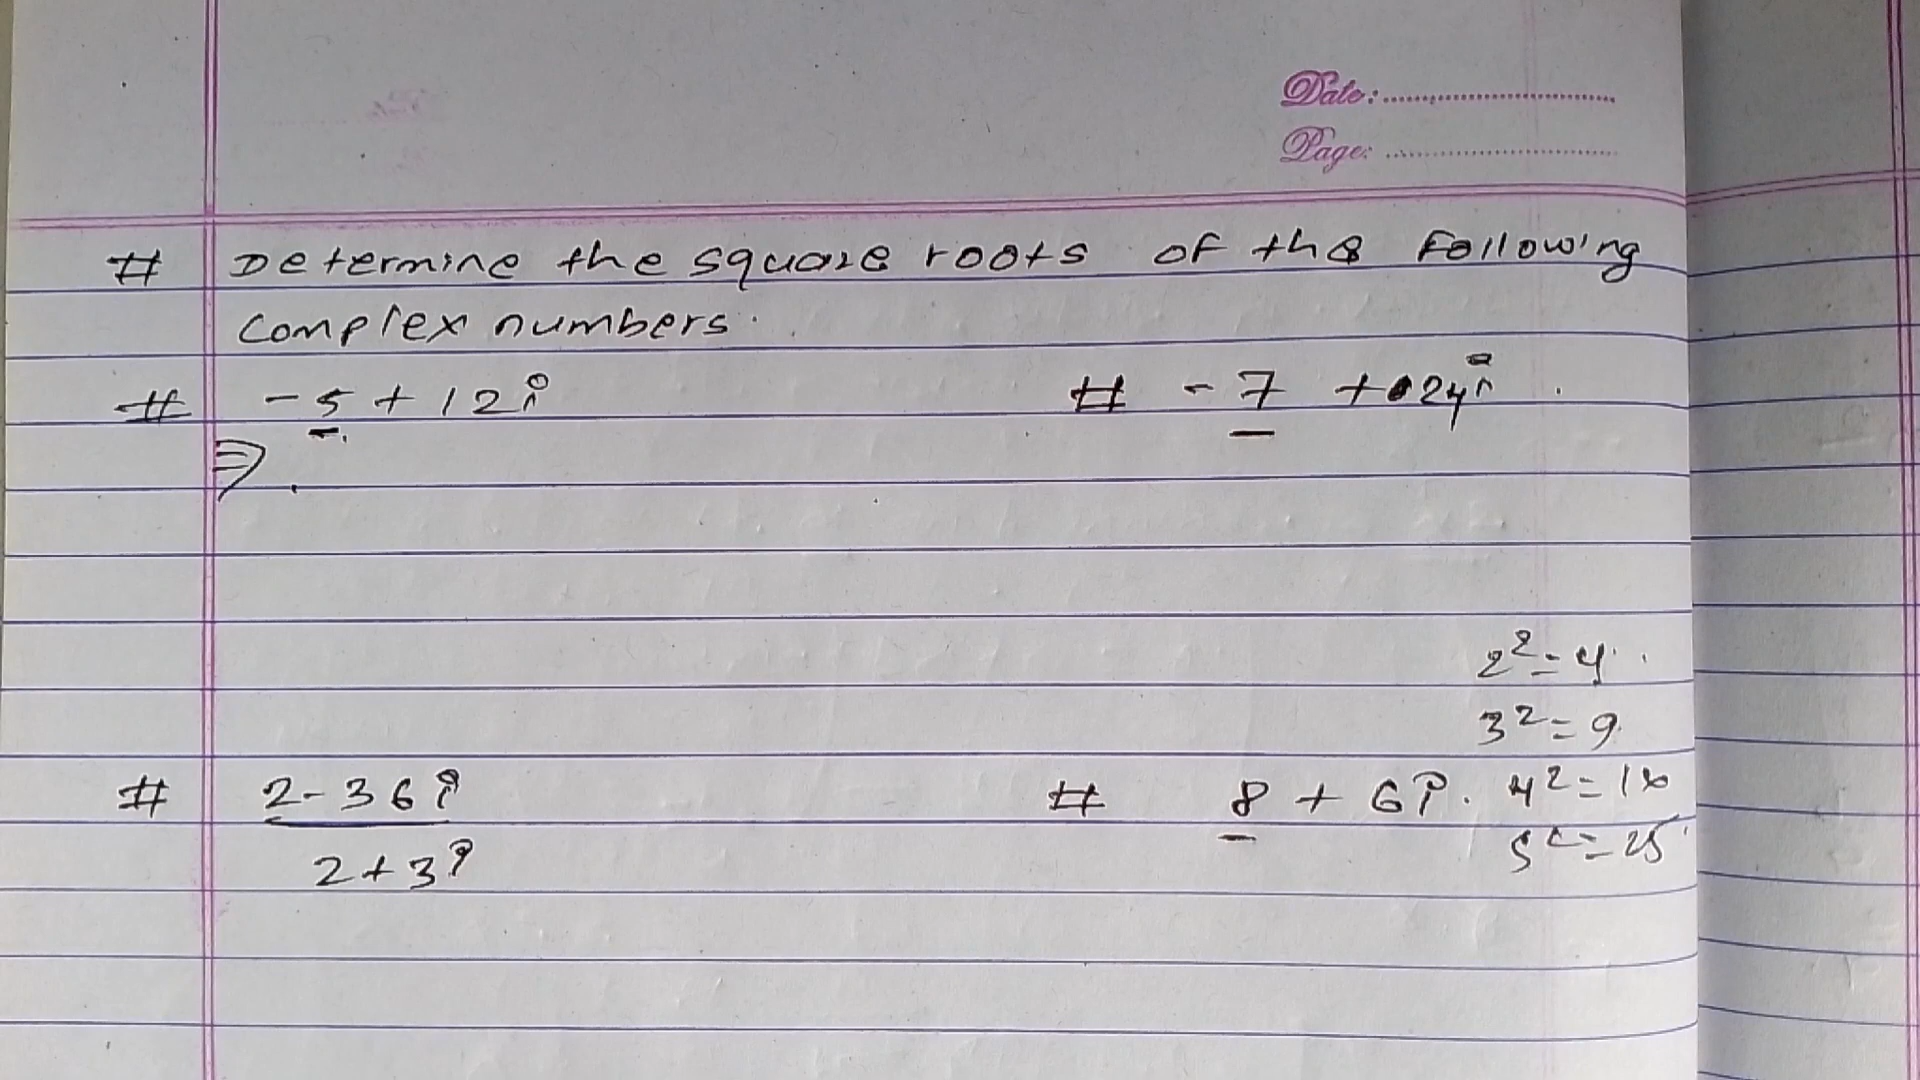 Date:
Page:
# Determine the square roots of the following
complex numbers.
# -5 + 12i # -7 + 24i.
⇒
2² = 4
3² = 9
# 2-36i # 8 + 6i. 4² = 16
2+3i 5² = 25